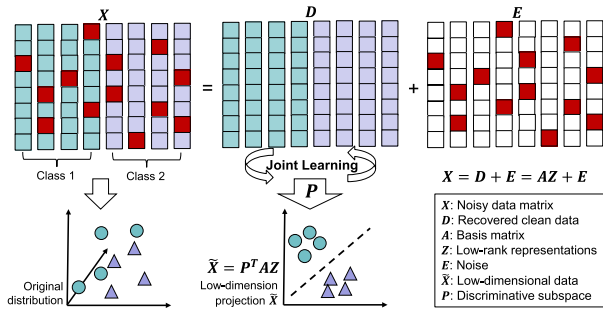 X
D
E
=
+
Class 1
Class 2
Joint Learning
P
X = D + E = AZ + E
Original
distribution
X̃ = PᵀAZ
Low-dimension
projection X̃
X: Noisy data matrix
D: Recovered clean data
A: Basis matrix
Z: Low-rank representations
E: Noise
X̃: Low-dimensional data
P: Discriminative subspace